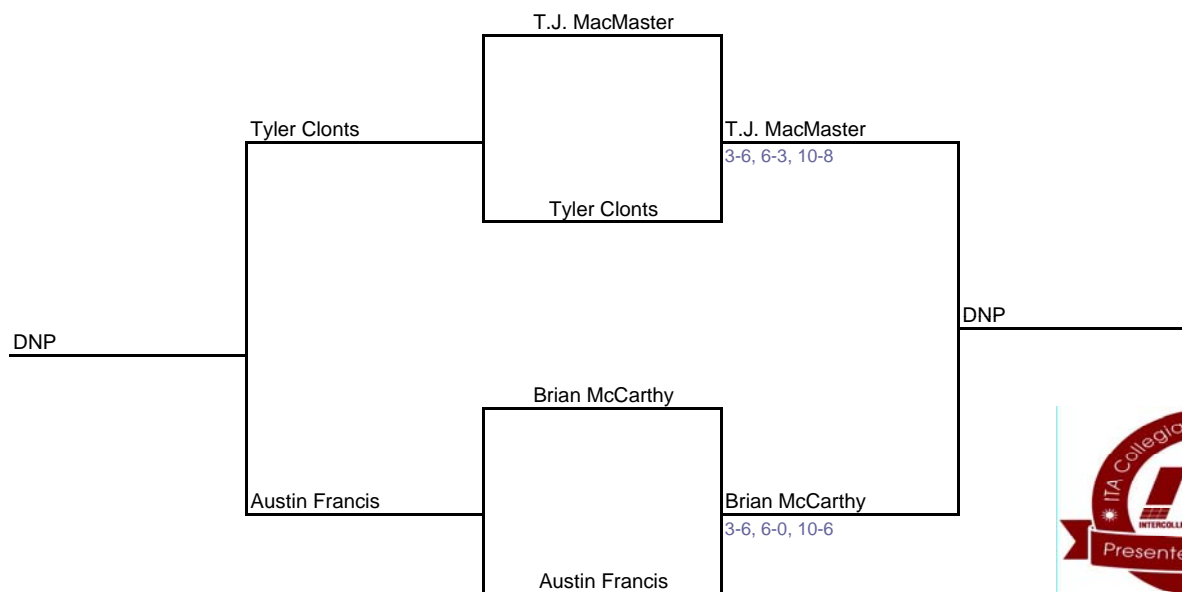 T.J. MacMaster
Tyler Clonts
T.J. MacMaster
3-6, 6-3, 10-8
Tyler Clonts
DNP
DNP
Brian McCarthy
Austin Francis
Brian McCarthy
3-6, 6-0, 10-6
Austin Francis
ITA